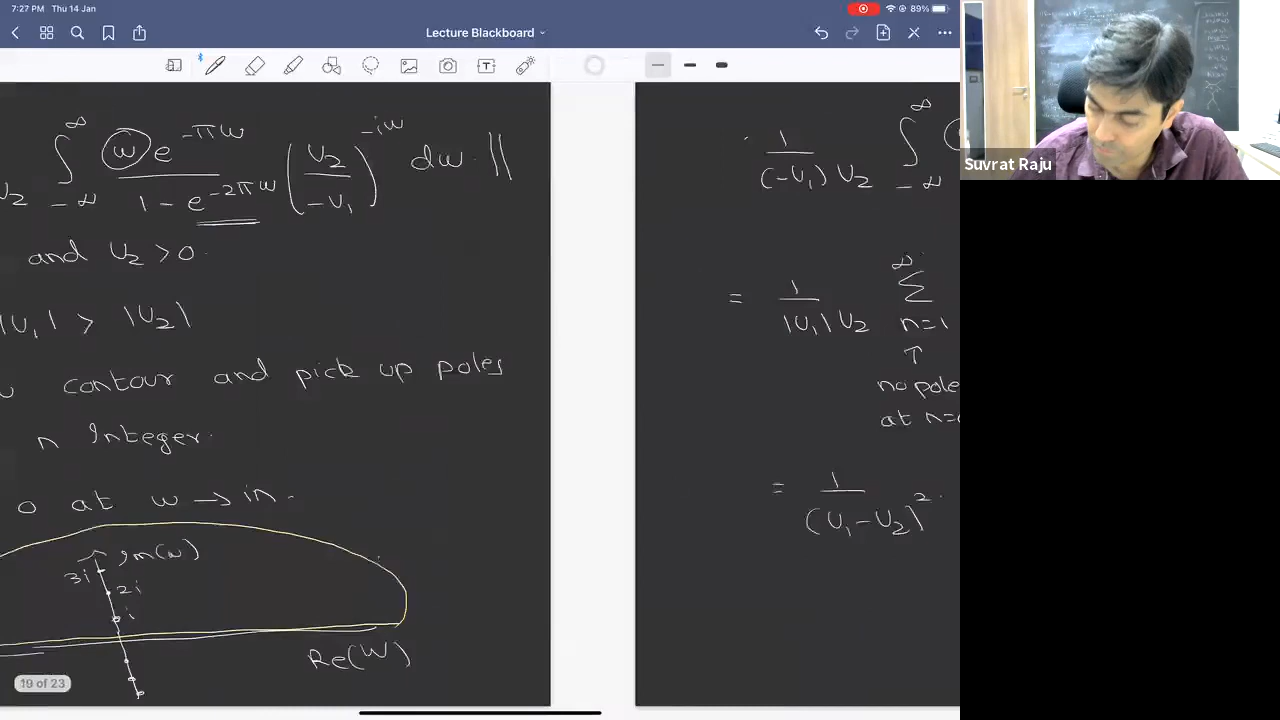 7:27 PM Thu 14 Jan
89%
Lecture Blackboard
Suvrat Raju
U₂ ∫_{-∞}^{∞} ω e^{-πω} / (1 - e^{-2πω}) (U₂ / -U₁)^{-iω} dω ||
and U₂ > 0.
|U₁| > |U₂|
contour and pick up poles
n Integer.
0 at ω → in.
Im(ω)
3i
2i
i
Re(ω)
19 of 23
1 / (-U₁) U₂ ∫_{-∞}^{∞}
= 1 / |U₁| U₂ ∑_{n=1}^{∞}
↑
no pole
at n=
= 1 / (U₁ - U₂)².